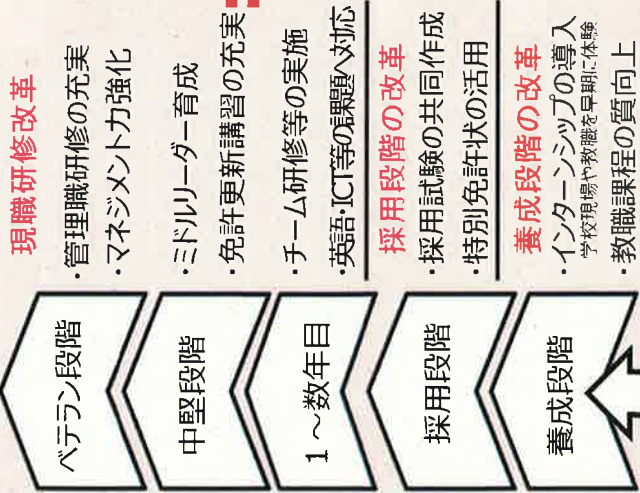 現職研修改革
・管理職研修の充実
・マネジメント力強化
ベテラン段階
・ミドルリーダー育成
・免許更新講習の充実
中堅段階
・チーム研修等の実施
・英語・ICT等の課題へ対応
1～数年目
採用段階の改革
・採用試験の共同作成
・特別免許状の活用
採用段階
養成段階の改革
・インターンシップの導入
学校現場や教職を早期に体験
・教職課程の質向上
養成段階